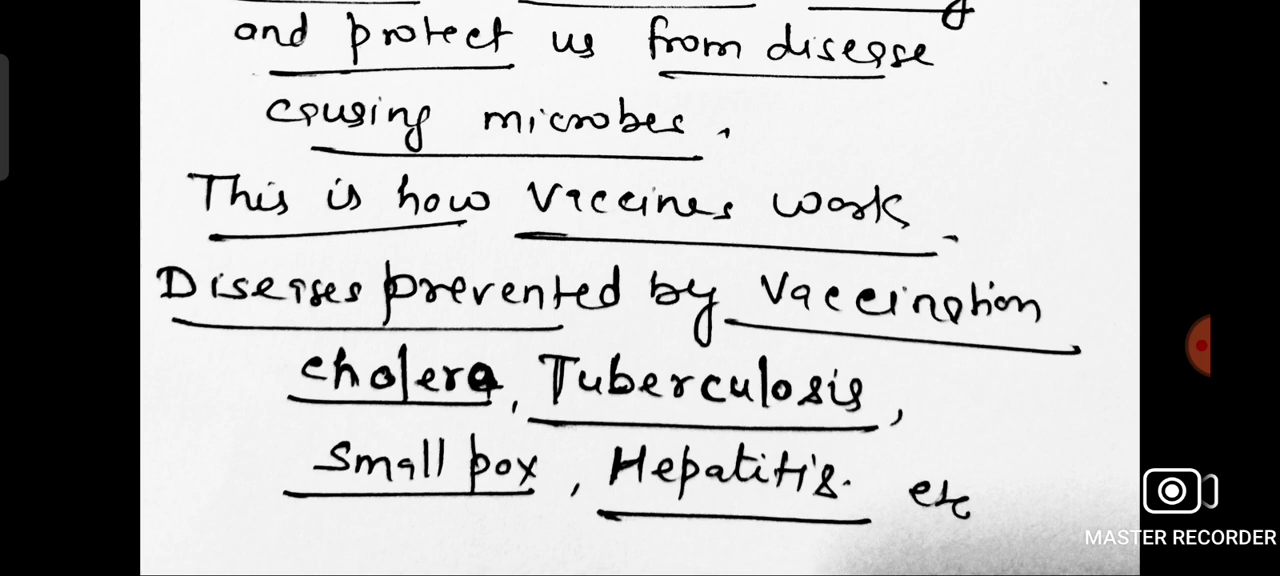 and protect us from disease
causing microbes.
This is how Vaccines work.
Diseases prevented by Vaccination
cholera, Tuberculosis,
Small pox, Hepatitis. etc
MASTER RECORDER